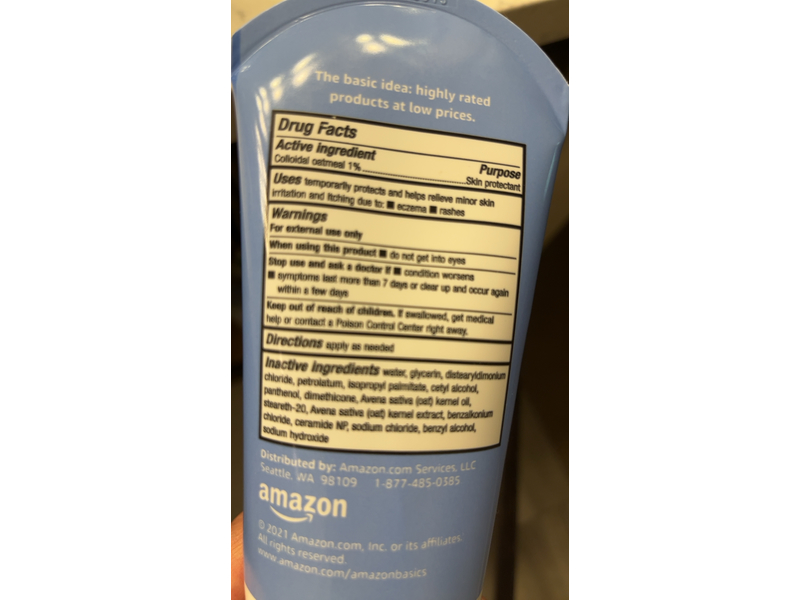 The basic idea: highly rated
products at low prices.
Drug Facts
Active ingredient
Purpose
Colloidal oatmeal 1% Skin protectant
Uses temporarily protects and helps relieve minor skin
irritation and itching due to: ■ eczema ■ rashes
Warnings
For external use only
When using this product ■ do not get into eyes
Stop use and ask a doctor if ■ condition worsens
■ symptoms last more than 7 days or clear up and occur again
within a few days
Keep out of reach of children. If swallowed, get medical
help or contact a Poison Control Center right away.
Directions apply as needed
Inactive ingredients water, glycerin, distearyldimonium
chloride, petrolatum, isopropyl palmitate, cetyl alcohol,
panthenol, dimethicone, Avena sativa (oat) kernel oil,
steareth-20, Avena sativa (oat) kernel extract, benzalkonium
chloride, ceramide NP, sodium chloride, benzyl alcohol,
sodium hydroxide
Distributed by: Amazon.com Services, LLC
Seattle, WA 98109 1-877-485-0385
amazon
© 2021 Amazon.com, Inc. or its affiliates.
All rights reserved.
www.amazon.com/amazonbasics